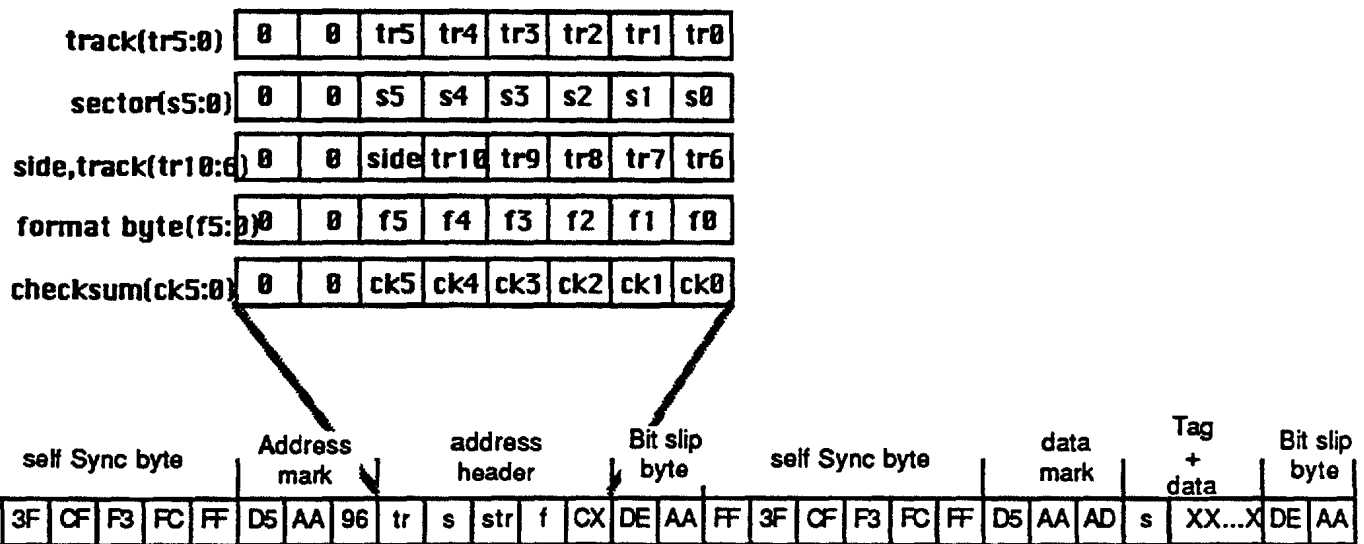 track(tr5:0) 0 0 tr5 tr4 tr3 tr2 tr1 tr0
sector(s5:0) 0 0 s5 s4 s3 s2 s1 s0
side,track(tr10:6) 0 0 side tr10 tr9 tr8 tr7 tr6
format byte(f5:0) 0 0 f5 f4 f3 f2 f1 f0
checksum(ck5:0) 0 0 ck5 ck4 ck3 ck2 ck1 ck0
self Sync byte
Address
mark
address
header
Bit slip
byte
self Sync byte
data
mark
Tag
+
data
Bit slip
byte
3F CF F3 FC FF D5 AA 96 tr s str f CX DE AA FF 3F CF F3 FC FF D5 AA AD s XX...X DE AA